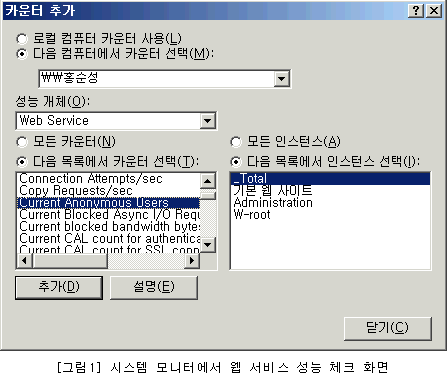 카운터 추가
로컬 컴퓨터 카운터 사용(L)
다음 컴퓨터에서 카운터 선택(M):
₩₩홍순성
성능 개체(O):
Web Service
모든 카운터(N)
모든 인스턴스(A)
다음 목록에서 카운터 선택(T):
다음 목록에서 인스턴스 선택(I):
Connection Attempts/sec
Copy Requests/sec
Current Anonymous Users
Current Blocked Async I/O Requ
Current blocked bandwidth bytes
Current CAL count for authentica
Current CAL count for SSL conn
_Total
기본 웹 사이트
Administration
W-root
추가(D)
설명(E)
닫기(C)
[그림1] 시스템 모니터에서 웹 서비스 성능 체크 화면